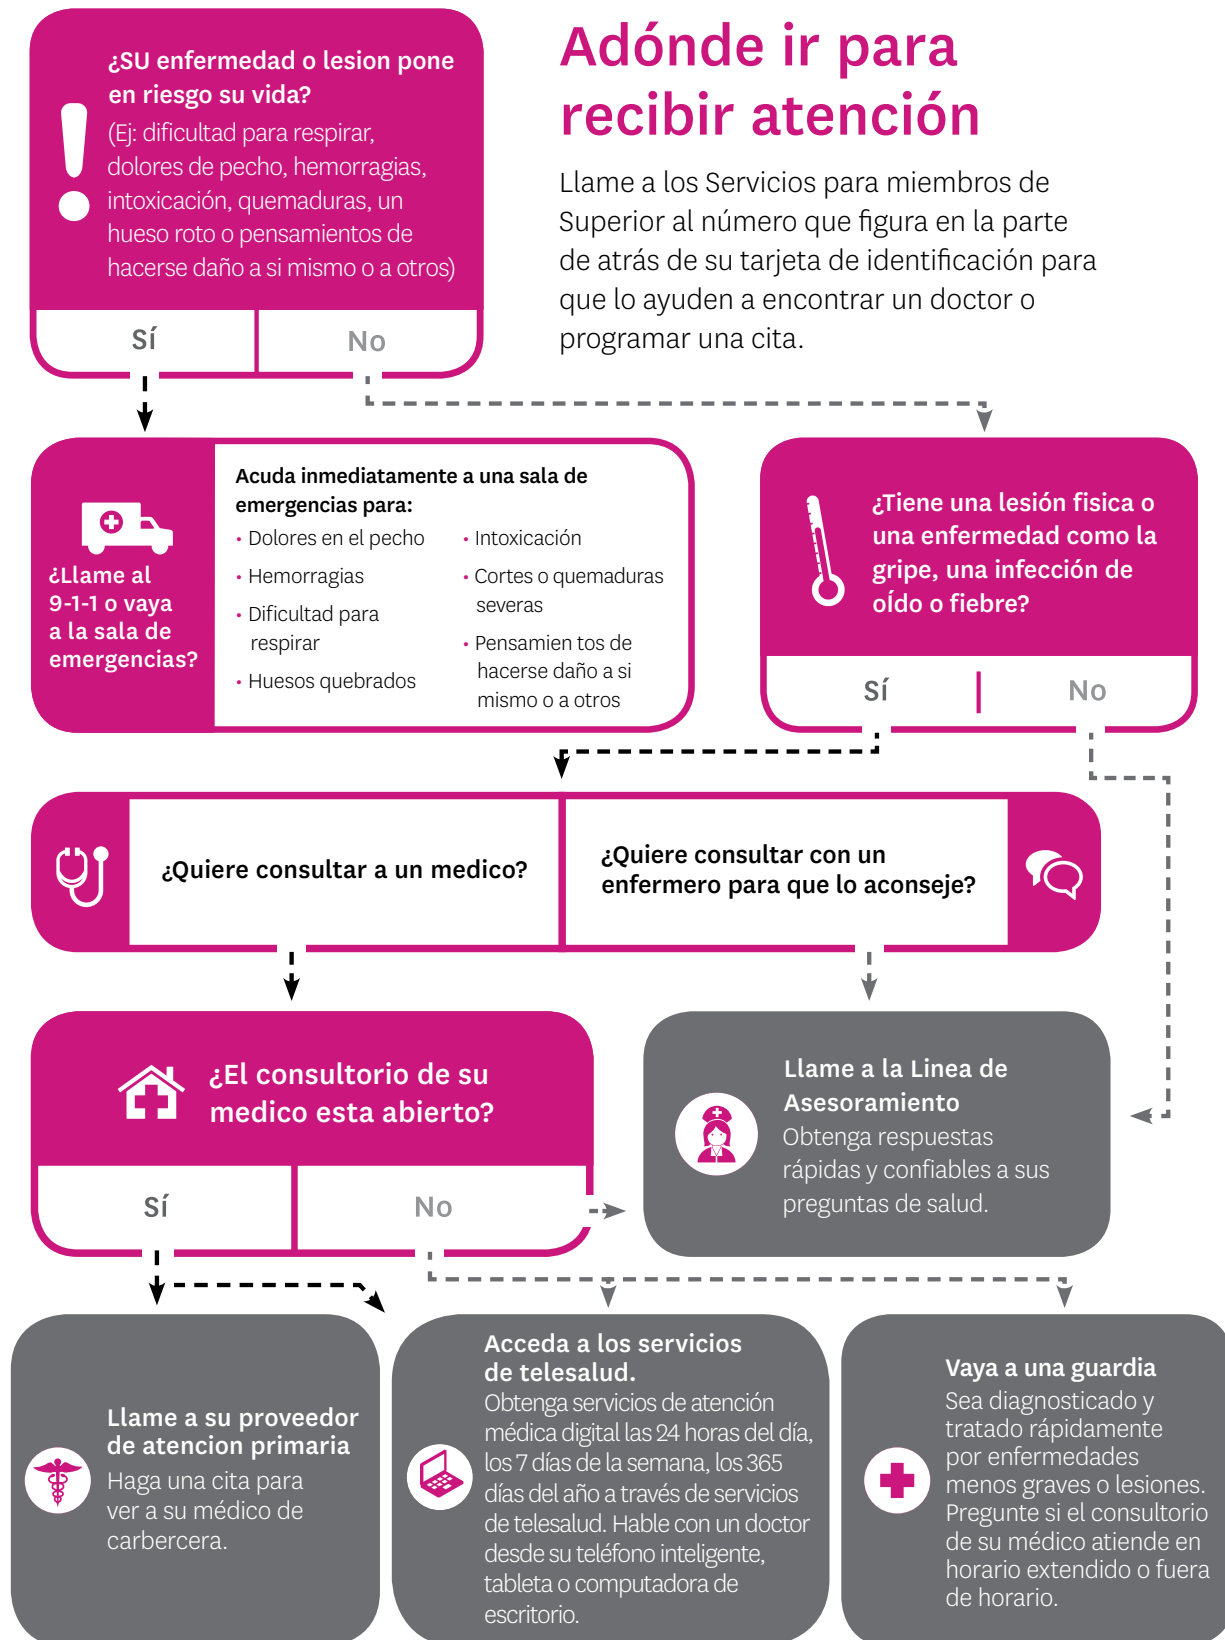 ¿SU enfermedad o lesion pone
en riesgo su vida?
(Ej: dificultad para respirar,
dolores de pecho, hemorragias,
intoxicación, quemaduras, un
hueso roto o pensamientos de
hacerse daño a si mismo o a otros)
Sí
No
Adónde ir para
recibir atención
Llame a los Servicios para miembros de
Superior al número que figura en la parte
de atrás de su tarjeta de identificación para
que lo ayuden a encontrar un doctor o
programar una cita.
¿Llame al
9-1-1 o vaya
a la sala de
emergencias?
Acuda inmediatamente a una sala de
emergencias para:
• Dolores en el pecho
• Hemorragias
• Dificultad para
respirar
• Huesos quebrados
• Intoxicación
• Cortes o quemaduras
severas
• Pensamien tos de
hacerse daño a si
mismo o a otros
¿Tiene una lesión fisica o
una enfermedad como la
gripe, una infección de
oÍdo o fiebre?
Sí
No
¿Quiere consultar a un medico?
¿Quiere consultar con un
enfermero para que lo aconseje?
¿El consultorio de su
medico esta abierto?
Sí
No
Llame a la Linea de
Asesoramiento
Obtenga respuestas
rápidas y confiables a sus
preguntas de salud.
Llame a su proveedor
de atencion primaria
Haga una cita para
ver a su médico de
carbercera.
Acceda a los servicios
de telesalud.
Obtenga servicios de atención
médica digital las 24 horas del día,
los 7 días de la semana, los 365
días del año a través de servicios
de telesalud. Hable con un doctor
desde su teléfono inteligente,
tableta o computadora de
escritorio.
Vaya a una guardia
Sea diagnosticado y
tratado rápidamente
por enfermedades
menos graves o lesiones.
Pregunte si el consultorio
de su médico atiende en
horario extendido o fuera
de horario.